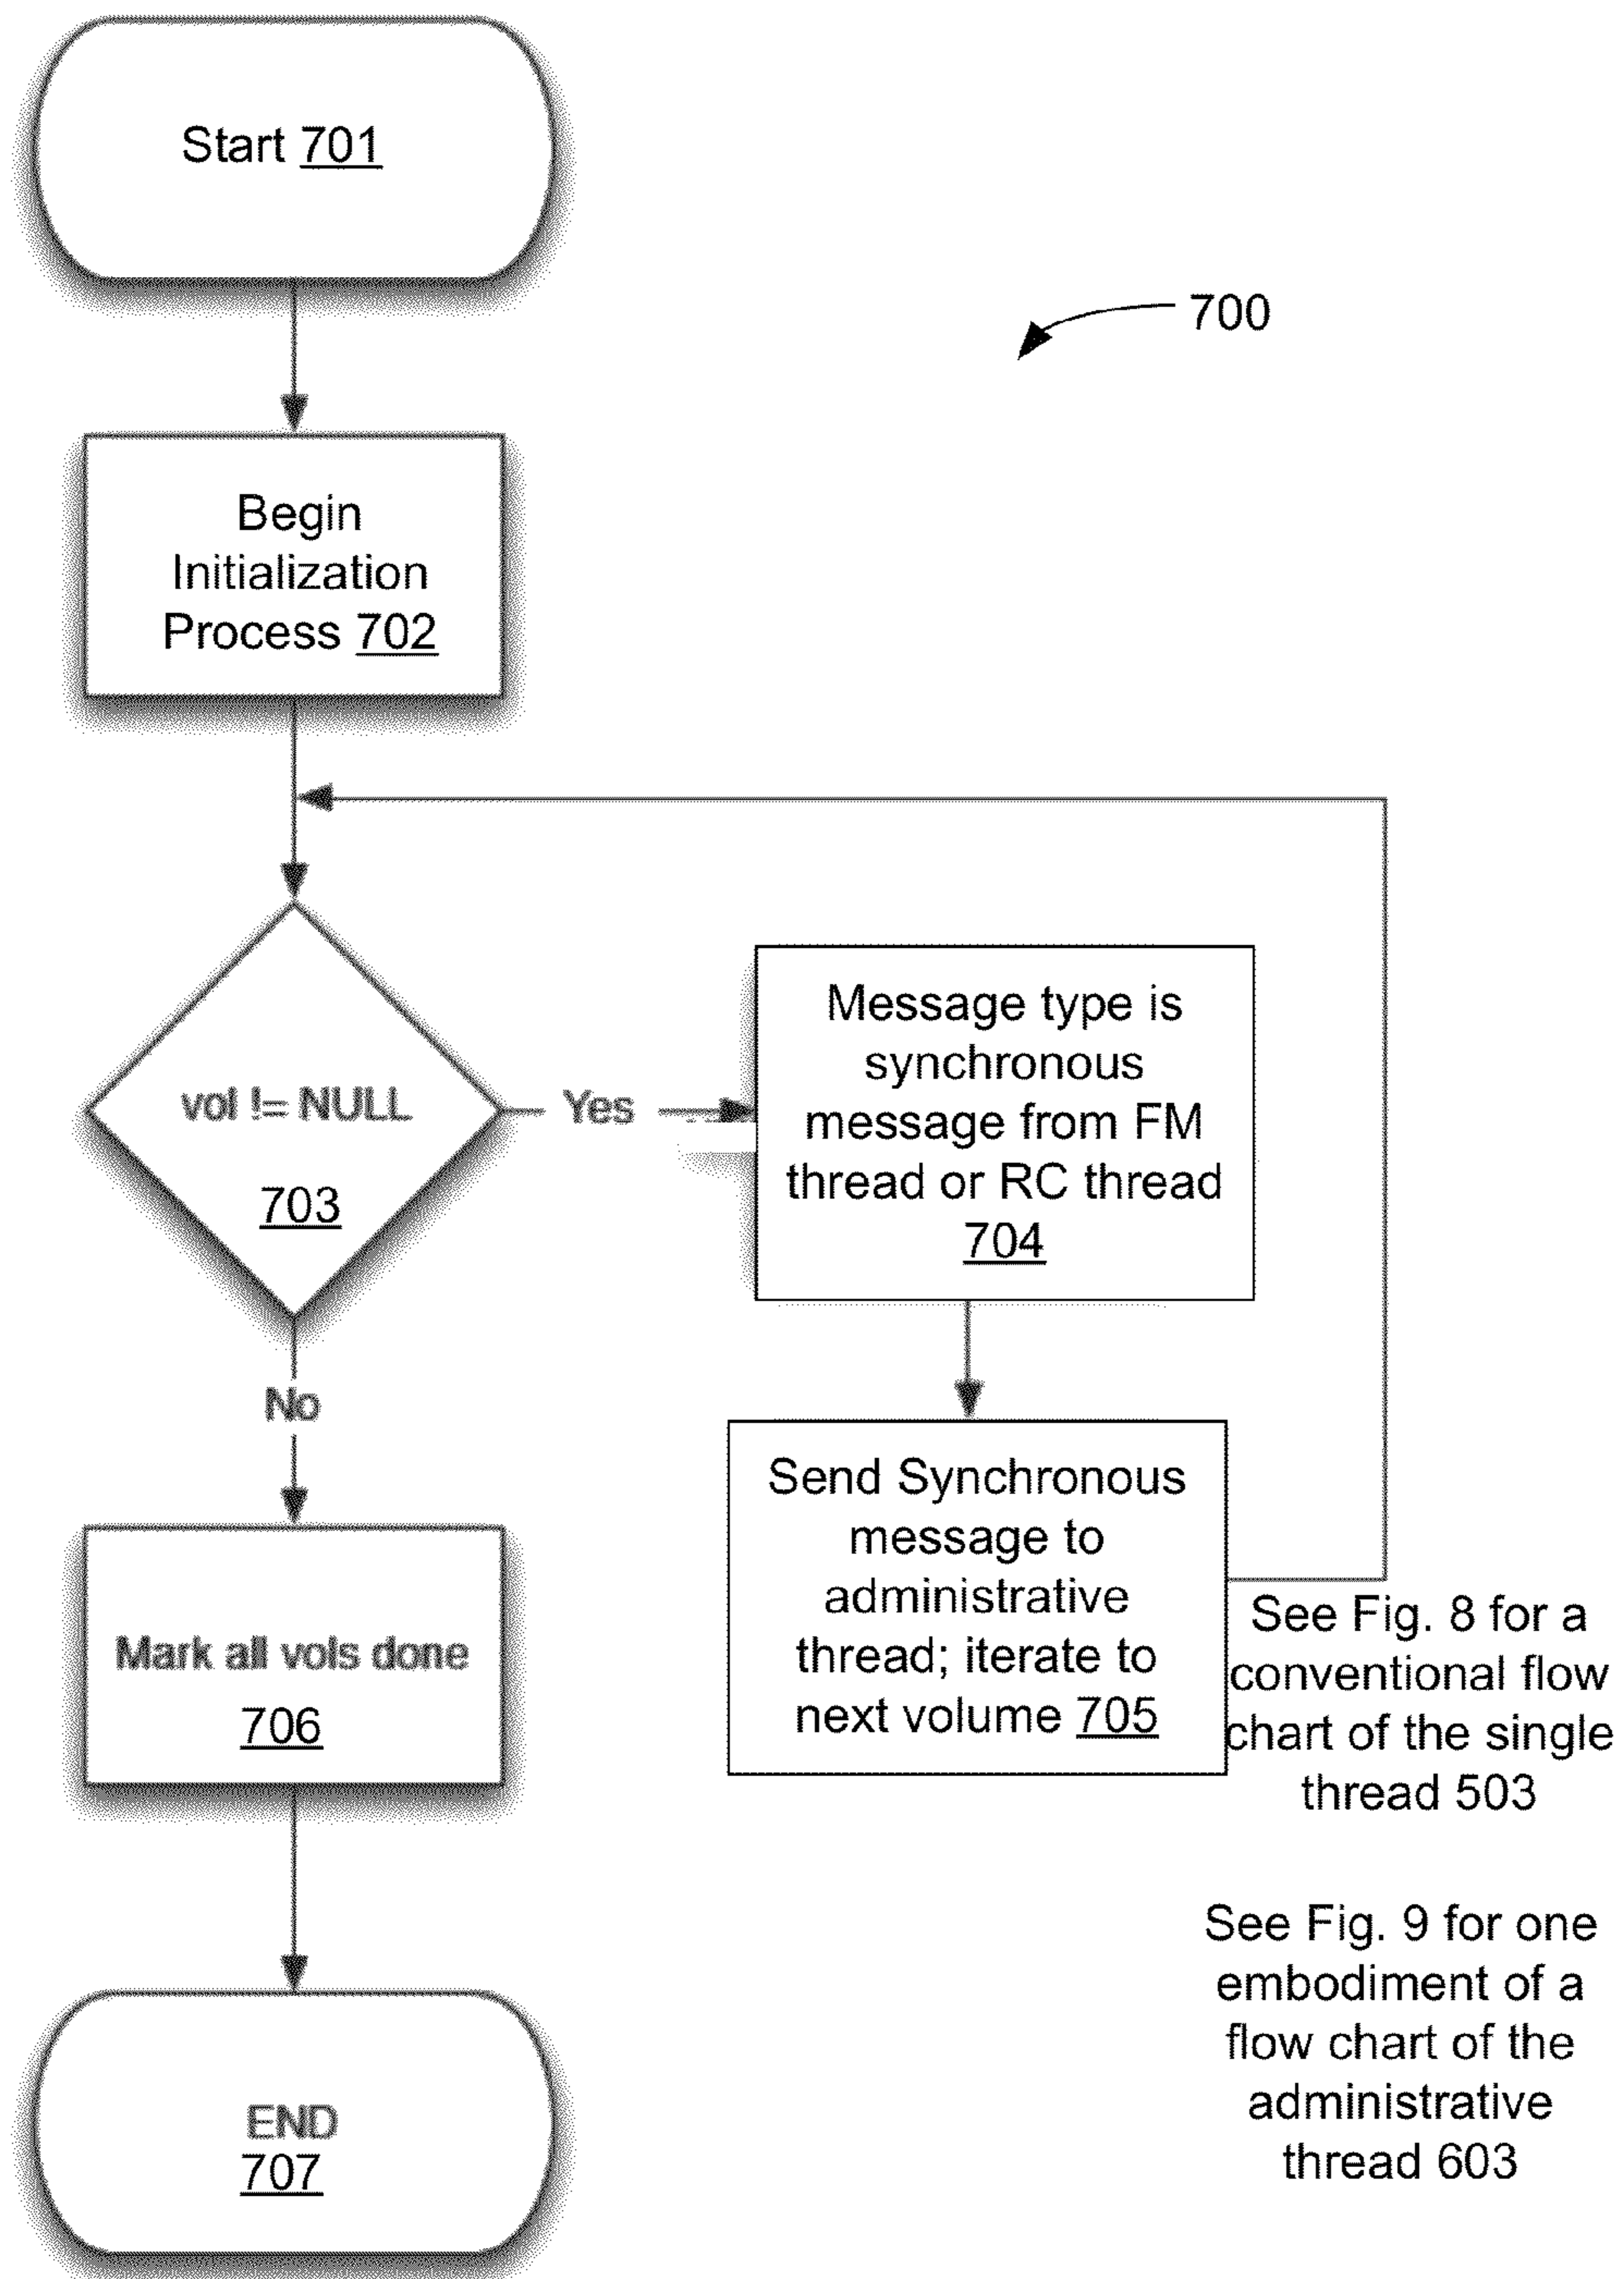 Start 701
700
Begin
Initialization
Process 702
vol != NULL
703
Yes
Message type is
synchronous
message from FM
thread or RC thread
704
No
Send Synchronous
message to
administrative
thread; iterate to
next volume 705
See Fig. 8 for a
conventional flow
chart of the single
thread 503
Mark all vols done
706
See Fig. 9 for one
embodiment of a
flow chart of the
administrative
thread 603
END
707